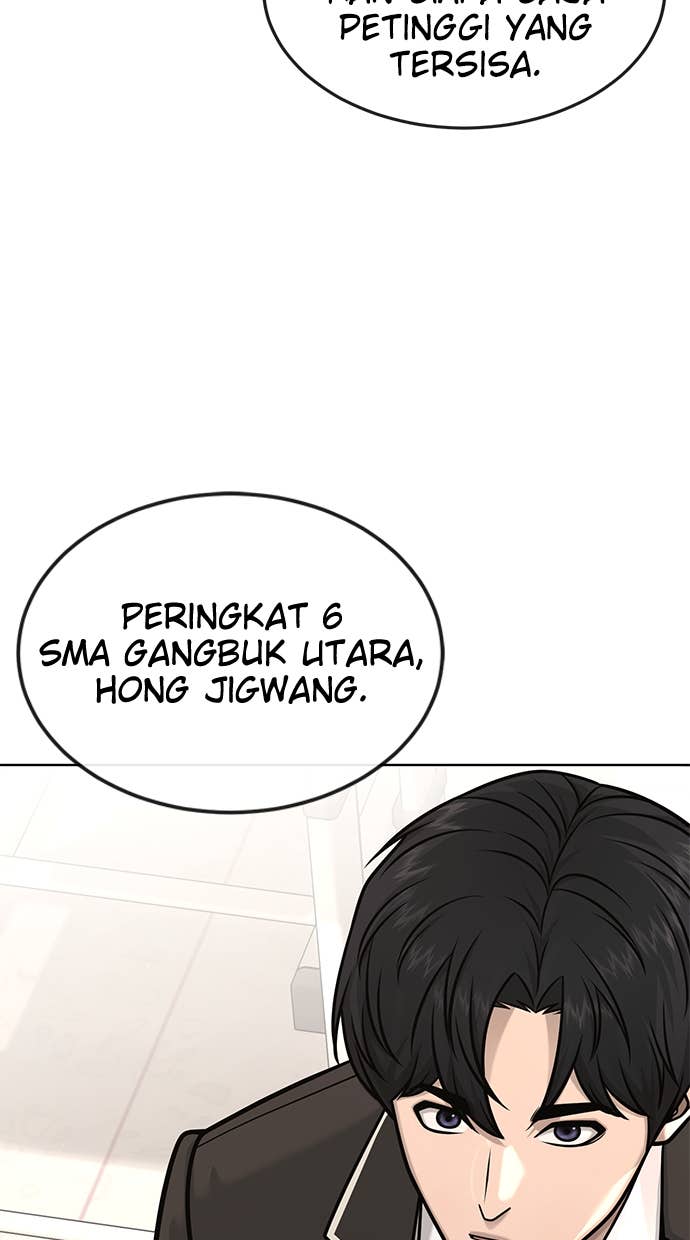 PETINGGI YANG
TERSISA.
PERINGKAT 6
SMA GANGBUK UTARA,
HONG JIGWANG.